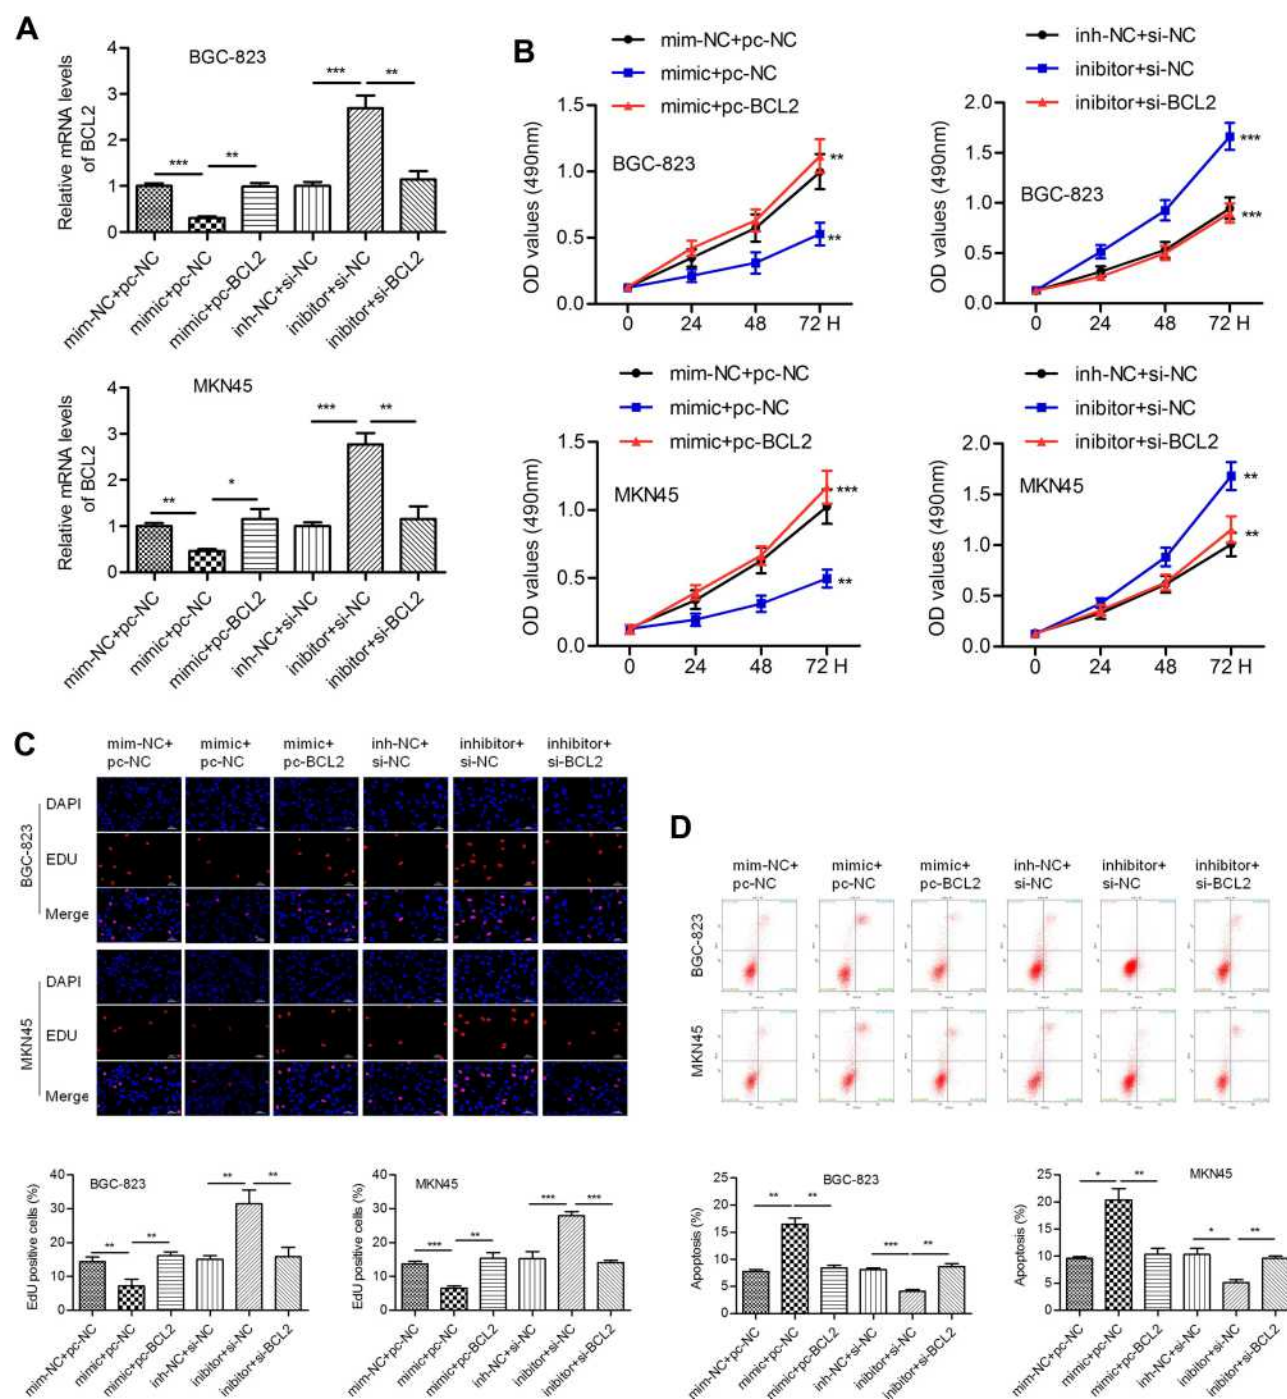 A
BGC-823
Relative mRNA levels
of BCL2
4
3
2
1
0
***
**
***
**
mim-NC+pc-NC
mimic+pc-NC
mimic+pc-BCL2
inh-NC+si-NC
inibitor+si-NC
inibitor+si-BCL2
MKN45
Relative mRNA levels
of BCL2
4
3
2
1
0
**
*
***
**
mim-NC+pc-NC
mimic+pc-NC
mimic+pc-BCL2
inh-NC+si-NC
inibitor+si-NC
inibitor+si-BCL2
B
mim-NC+pc-NC
mimic+pc-NC
mimic+pc-BCL2
BGC-823
OD values (490nm)
1.5
1.0
0.5
0.0
**
**
0 24 48 72 H
inh-NC+si-NC
inibitor+si-NC
inibitor+si-BCL2
BGC-823
OD values (490nm)
2.0
1.5
1.0
0.5
0.0
***
***
0 24 48 72 H
mim-NC+pc-NC
mimic+pc-NC
mimic+pc-BCL2
MKN45
OD values (490nm)
1.5
1.0
0.5
0.0
***
**
0 24 48 72 H
inh-NC+si-NC
inibitor+si-NC
inibitor+si-BCL2
MKN45
OD values (490nm)
2.0
1.5
1.0
0.5
0.0
**
**
0 24 48 72 H
C
mim-NC+
pc-NC
mimic+
pc-NC
mimic+
pc-BCL2
inh-NC+
si-NC
inhibitor+
si-NC
inhibitor+
si-BCL2
BGC-823
DAPI
EDU
Merge
MKN45
DAPI
EDU
Merge
BGC-823
EdU positive cells (%)
40
30
20
10
0
**
**
**
**
mim-NC+pc-NC
mimic+pc-NC
mimic+pc-BCL2
inh-NC+si-NC
inibitor+si-NC
inibitor+si-BCL2
MKN45
EdU positive cells (%)
40
30
20
10
0
***
**
***
***
mim-NC+pc-NC
mimic+pc-NC
mimic+pc-BCL2
inh-NC+si-NC
inibitor+si-NC
inibitor+si-BCL2
D
mim-NC+
pc-NC
mimic+
pc-NC
mimic+
pc-BCL2
inh-NC+
si-NC
inhibitor+
si-NC
inhibitor+
si-BCL2
BGC-823
MKN45
BGC-823
Apoptosis (%)
25
20
15
10
5
0
**
**
***
**
mim-NC+pc-NC
mimic+pc-NC
mimic+pc-BCL2
inh-NC+si-NC
inibitor+si-NC
inibitor+si-BCL2
MKN45
Apoptosis (%)
25
20
15
10
5
0
*
**
*
**
mim-NC+pc-NC
mimic+pc-NC
mimic+pc-BCL2
inh-NC+si-NC
inibitor+si-NC
inibitor+si-BCL2